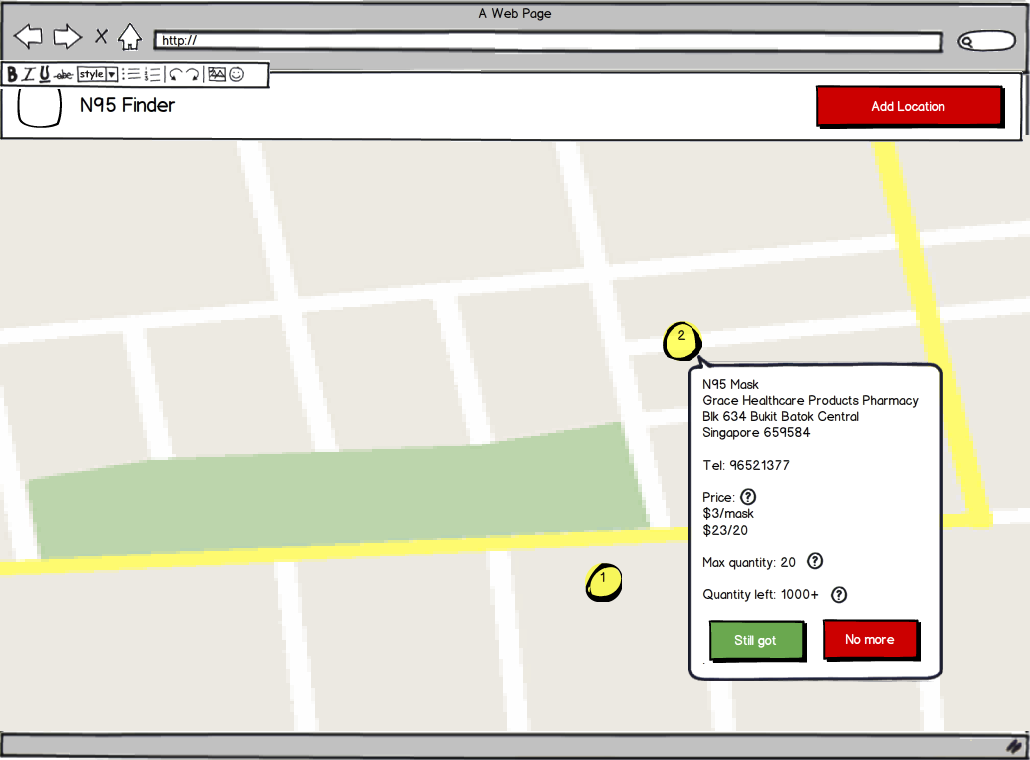 A Web Page
http://
B I U abc style
N95 Finder
Add Location
2
N95 Mask
Grace Healthcare Products Pharmacy
Blk 634 Bukit Batok Central
Singapore 659584
Tel: 96521377
Price: ?
$3/mask
$23/20
Max quantity: 20 ?
1
Quantity left: 1000+ ?
Still got
No more